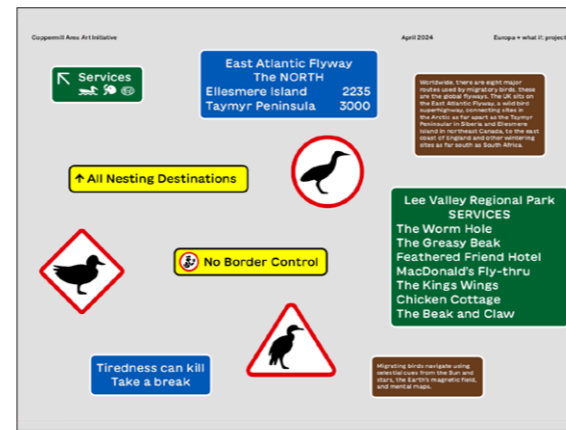 Coppermill Area Art Initiative
April 2024
Europa + what if: project
Services
East Atlantic Flyway
The NORTH
Ellesmere Island 2235
Taymyr Peninsula 3000
Worldwide, there are eight major
routes used by migratory birds, these
are the global flyways. The UK sits on
the East Atlantic Flyway, a wild bird
superhighway, connecting sites in
the Arctic as far apart as the Taymyr
Peninsular in Siberia and Ellesmere
Island in northeast Canada, to the east
coast of England and other wintering
sites as far south as South Africa.
All Nesting Destinations
Lee Valley Regional Park
SERVICES
The Worm Hole
The Greasy Beak
Feathered Friend Hotel
MacDonald's Fly-thru
The Kings Wings
Chicken Cottage
The Beak and Claw
No Border Control
Tiredness can kill
Take a break
Migrating birds navigate using
selestial cues from the Sun and
stars, the Earth's magnetic field,
and mental maps.